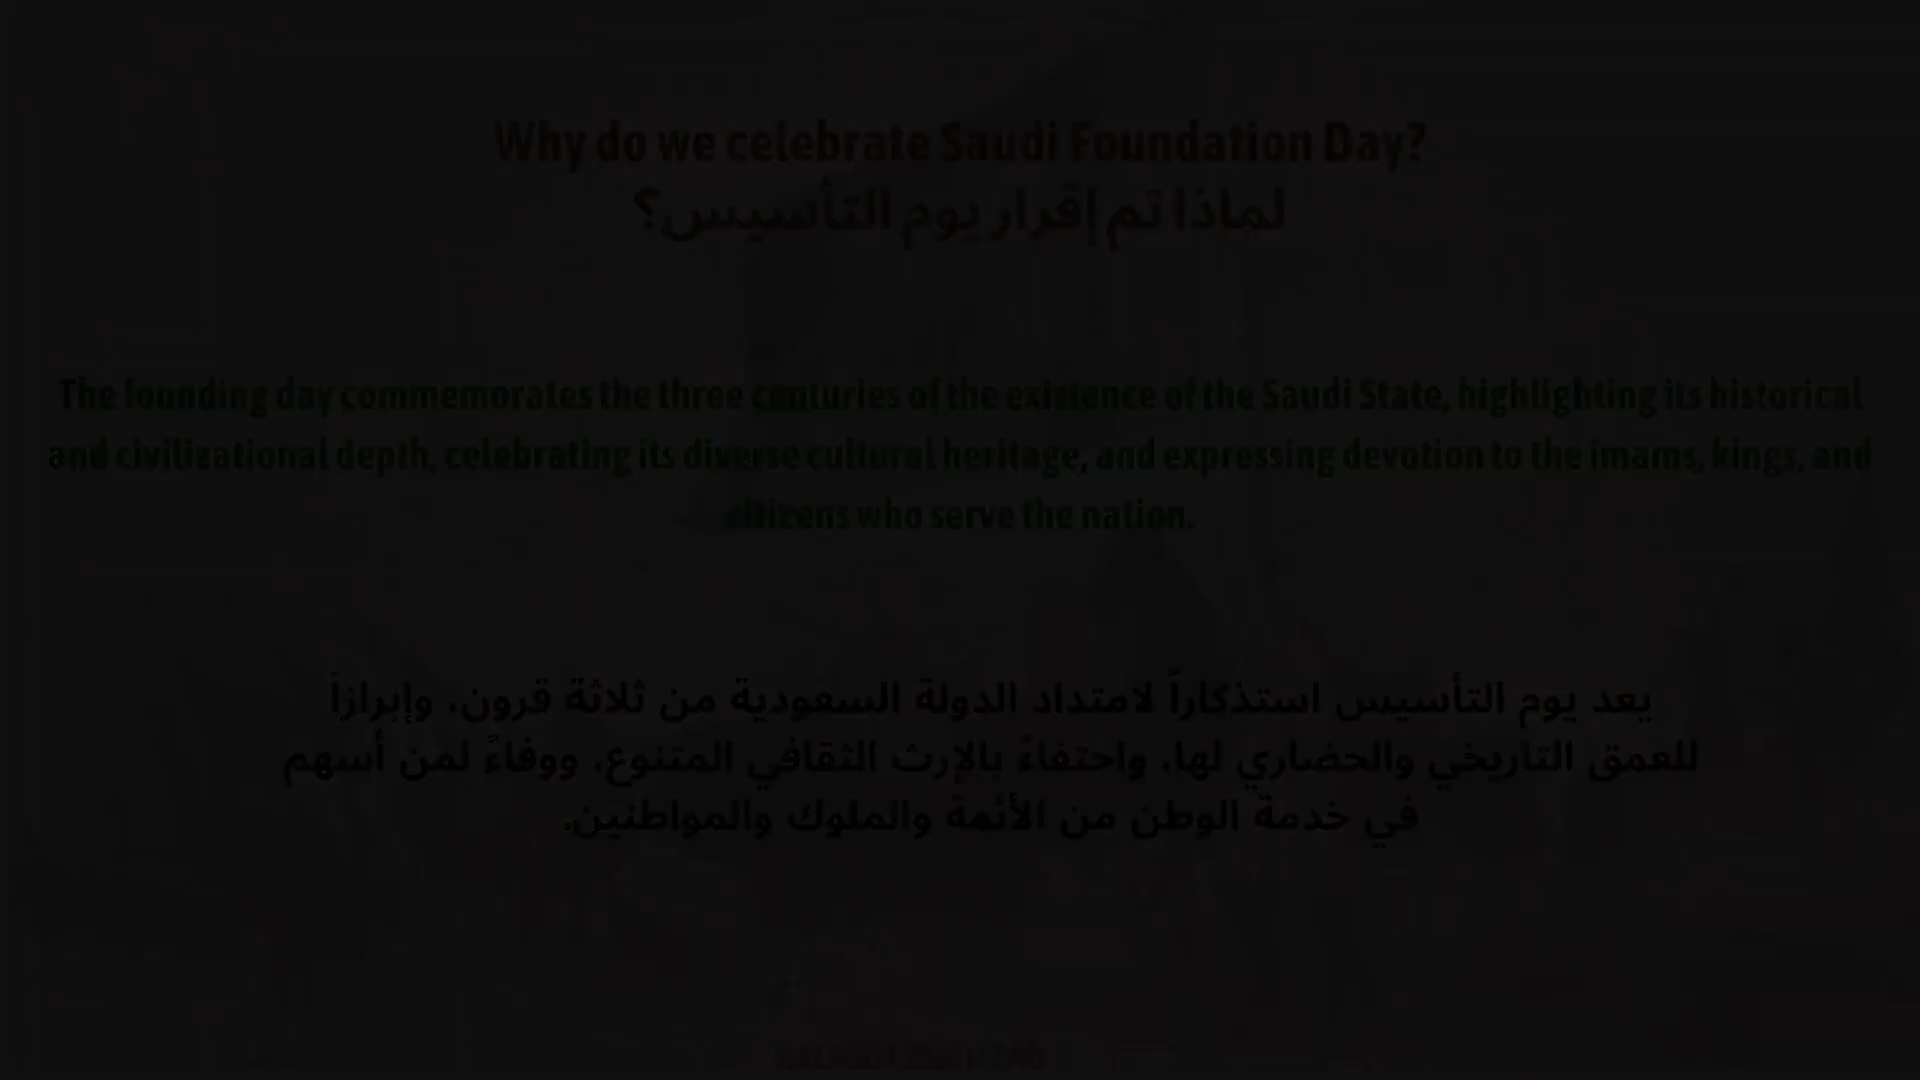 Why do we celebrate Saudi Foundation Day?
لماذا تم إقرار يوم التأسيس؟
The founding day commemorates the three centuries of the existence of the Saudi State, highlighting its historical
and civilizational depth, celebrating its diverse cultural heritage, and expressing devotion to the imams, kings, and
citizens who serve the nation.
يعد يوم التأسيس استذكاراً لامتداد الدولة السعودية من ثلاثة قرون، وإبرازاً
للعمق التاريخي والحضاري لها، واحتفاءً بالإرث الثقافي المتنوع، ووفاءً لمن أسهم
في خدمة الوطن من الأئمة والملوك والمواطنين.